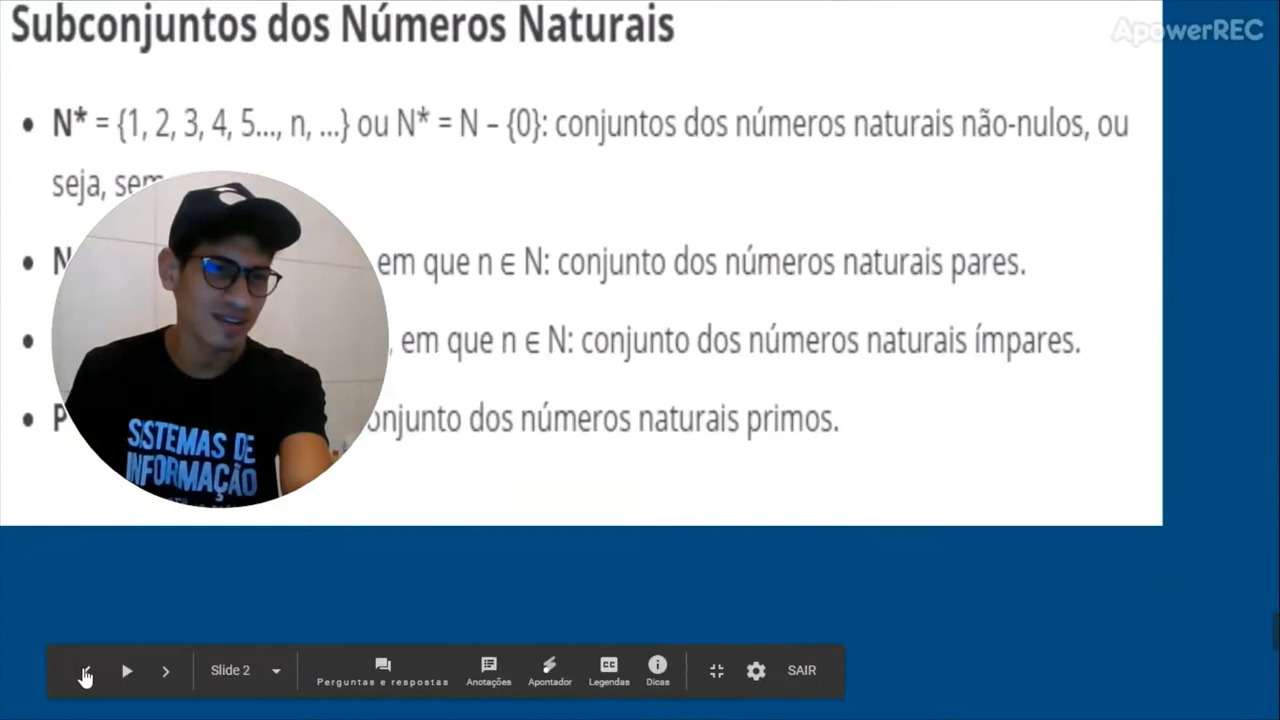 Subconjuntos dos Números Naturais
ApowerREC
N* = {1, 2, 3, 4, 5..., n, ...} ou N* = N – {0}: conjuntos dos números naturais não-nulos, ou
seja, sem
N em que n ∈ N: conjunto dos números naturais pares.
, em que n ∈ N: conjunto dos números naturais ímpares.
P onjunto dos números naturais primos.
SISTEMAS DE
INFORMAÇÃO
Slide 2
Perguntas e respostas
Anotações
Apontador
CC
Legendas
Dicas
SAIR